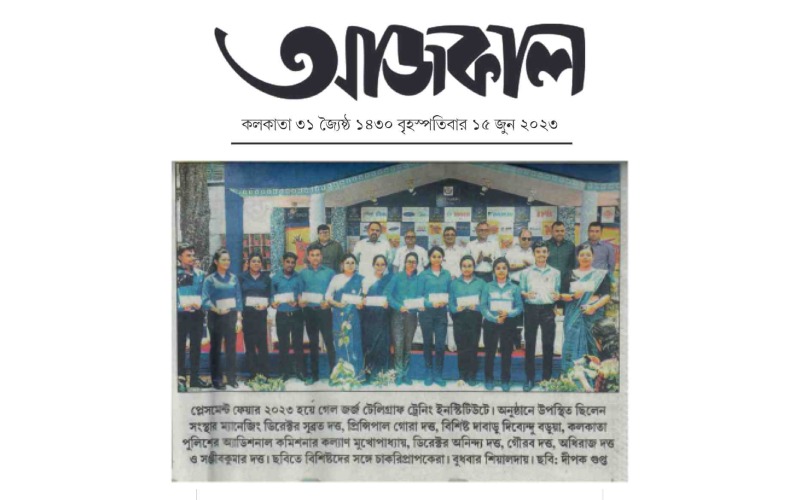 আজকাল
কলকাতা ৩১ জ্যৈষ্ঠ ১৪৩০ বৃহস্পতিবার ১৫ জুন ২০২৩
প্লেসমেন্ট ফেয়ার ২০২৩ হয়ে গেল জর্জ টেলিগ্রাফ ট্রেনিং ইনস্টিটিউটে। অনুষ্ঠানে উপস্থিত ছিলেন
সংস্থার ম্যানেজিং ডিরেক্টর সুব্রত দত্ত, প্রিন্সিপাল গোরা দত্ত, বিশিষ্ট দাবাড়ু দিব্যেন্দু বড়ুয়া, কলকাতা
পুলিশের অ্যাডিশনাল কমিশনার কল্যাণ মুখোপাধ্যায়, ডিরেক্টর অনিন্দ্য দত্ত, গৌরব দত্ত, অধিরাজ দত্ত
ও সঞ্জীবকুমার দত্ত। ছবিতে বিশিষ্টদের সঙ্গে চাকরিপ্রাপকেরা। বুধবার শিয়ালদায়। ছবি: দীপক গুপ্ত